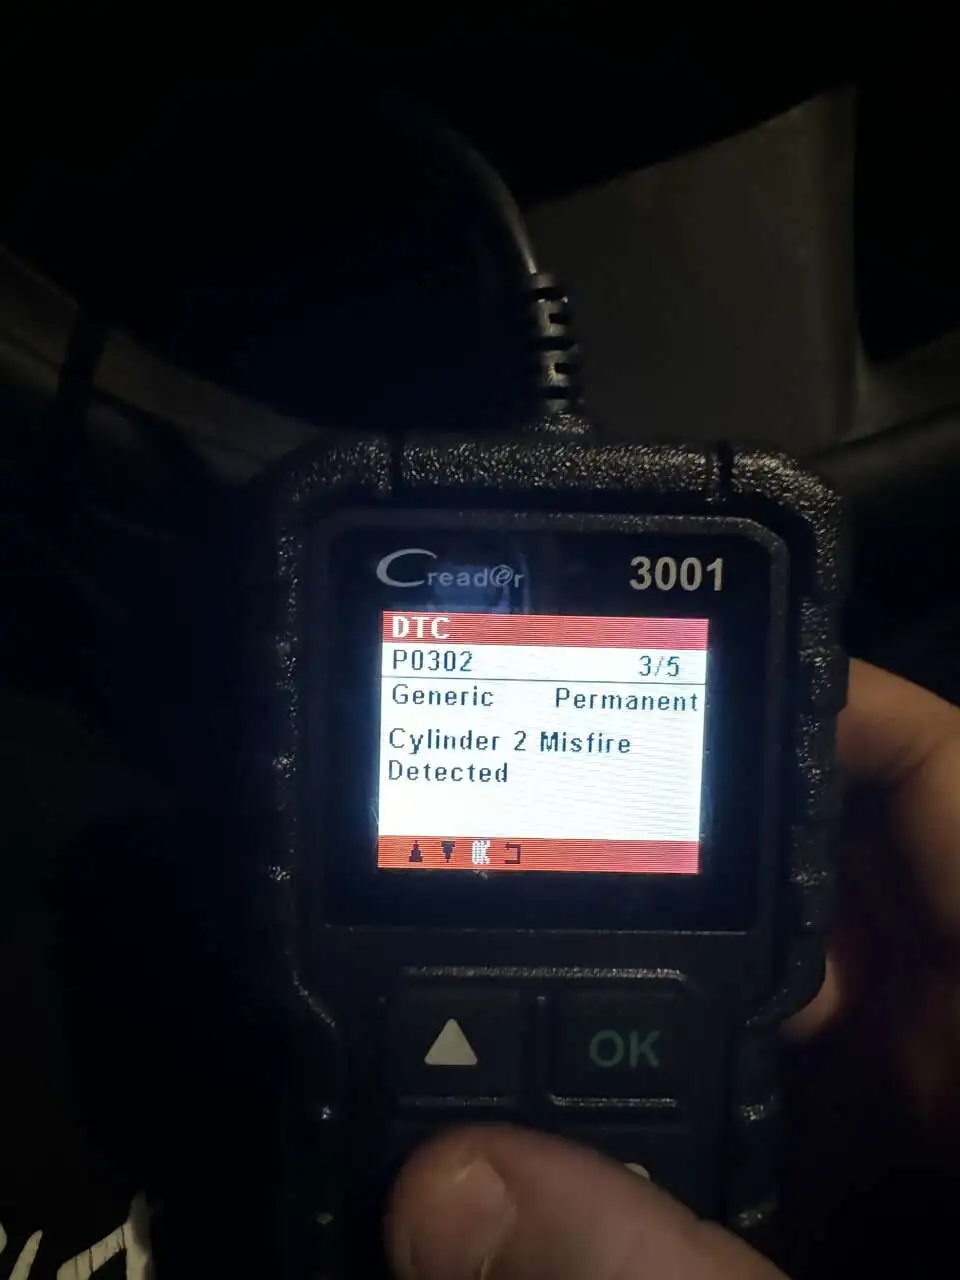 Creader 3001
DTC
P0302 3/5
Generic Permanent
Cylinder 2 Misfire
Detected
OK
OK